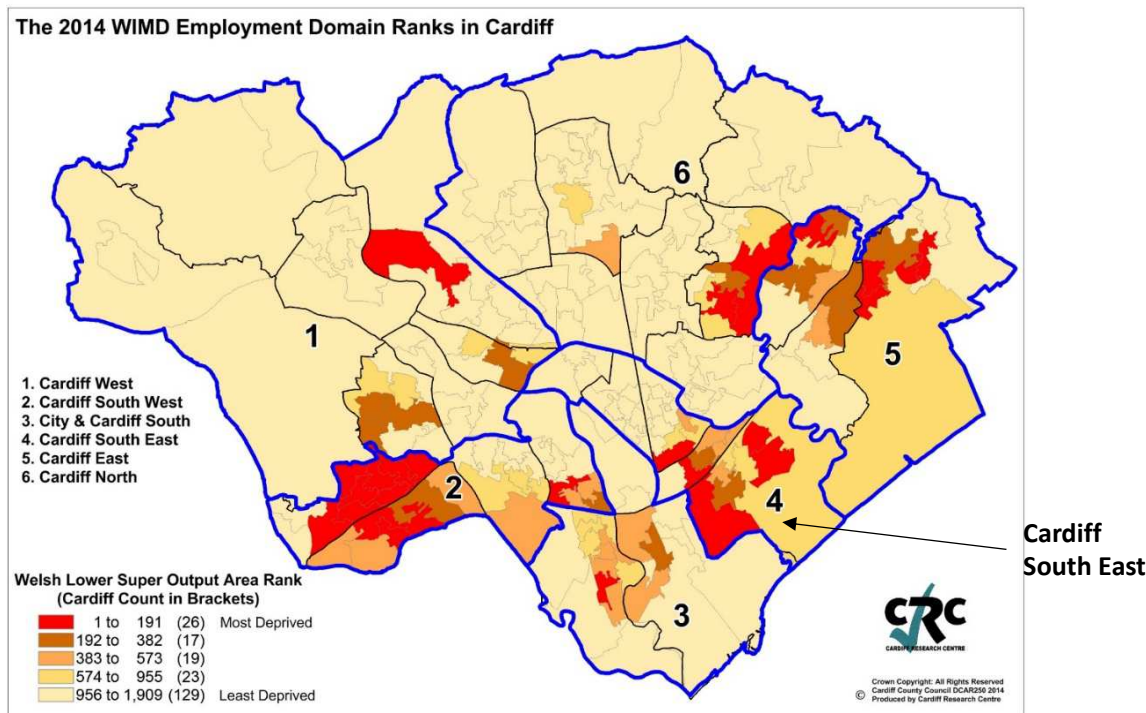 The 2014 WIMD Employment Domain Ranks in Cardiff
6
1
5
1. Cardiff West
2. Cardiff South West
3. City & Cardiff South
4. Cardiff South East
5. Cardiff East
6. Cardiff North
2
4
Cardiff
South East
Welsh Lower Super Output Area Rank
(Cardiff Count in Brackets)
1 to 191 (26) Most Deprived
192 to 382 (17)
383 to 573 (19)
574 to 955 (23)
956 to 1,909 (129) Least Deprived
3
CRC
CARDIFF RESEARCH CENTRE
Crown Copyright: All Rights Reserved
© Cardiff County Council DCAR250 2014
Produced by Cardiff Research Centre